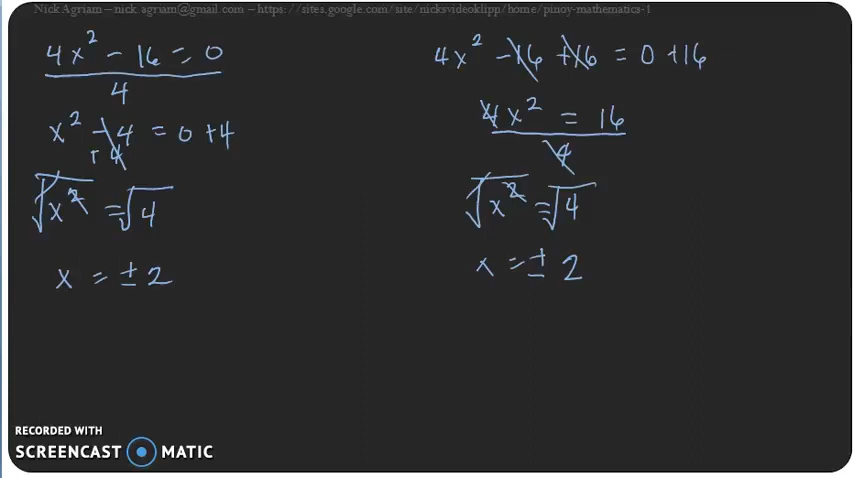 Nick Agriam – nick.agriam@gmail.com – https://sites.google.com/site/nicksvideoklipp/home/pinoy-mathematics-1
4x² - 16 = 0
4
x² - 4 = 0 + 4
+ 4
√x² = √4
x = ± 2
4x² - 16 + 16 = 0 + 16
4x² = 16
4
√x² = √4
x = ± 2
RECORDED WITH
SCREENCAST MATIC